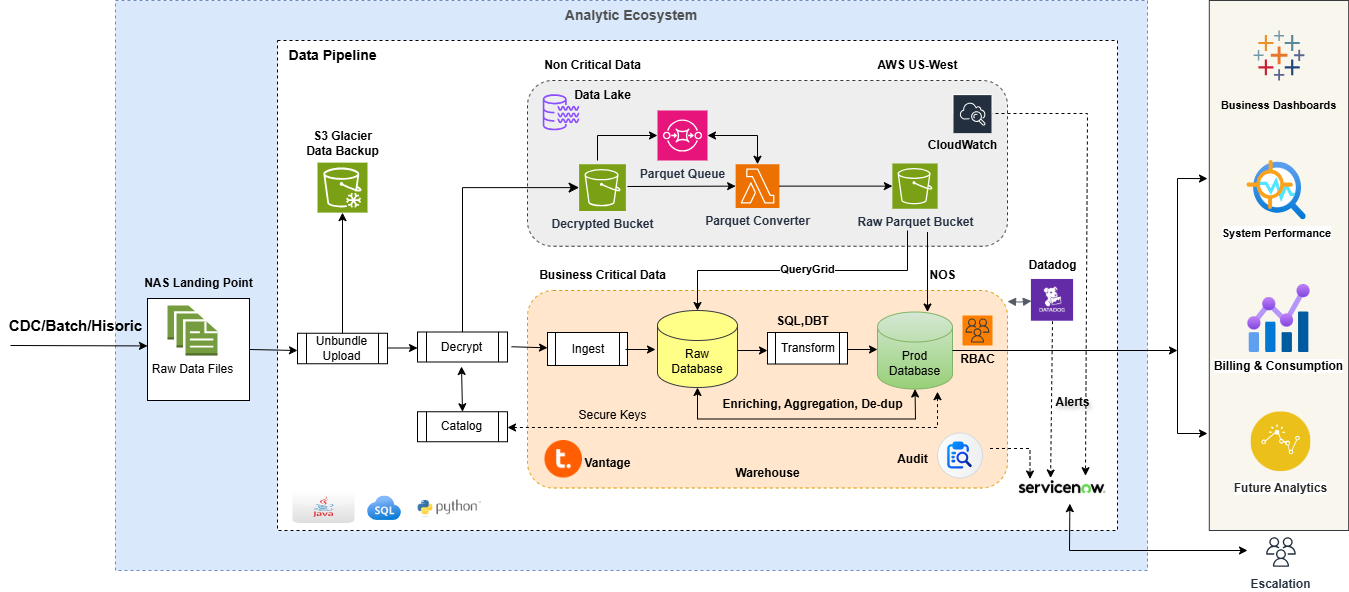 Analytic Ecosystem
Data Pipeline
Non Critical Data
AWS US-West
Data Lake
CloudWatch
S3 Glacier
Data Backup
Parquet Queue
Decrypted Bucket
Parquet Converter
Raw Parquet Bucket
NAS Landing Point
CDC/Batch/Hisoric
Raw Data Files
Unbundle
Upload
Decrypt
Catalog
Business Critical Data
QueryGrid
NOS
Datadog
DATADOG
Ingest
Raw
Database
SQL,DBT
Transform
Prod
Database
RBAC
Enriching, Aggregation, De-dup
Secure Keys
Alerts
t.
Vantage
Warehouse
Audit
servicenow.
Java
SQL
python
Business Dashboards
System Performance
Billing & Consumption
Future Analytics
Escalation